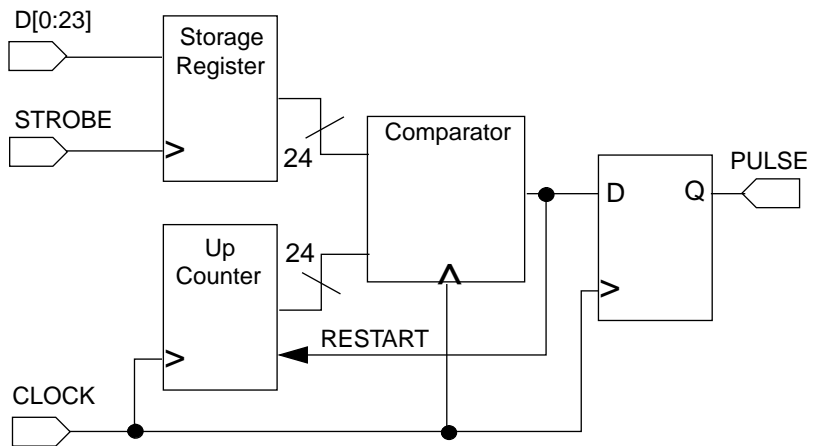 D[0:23]
Storage
Register
STROBE
24
Comparator
PULSE
D
Q
Up
Counter
24
RESTART
CLOCK